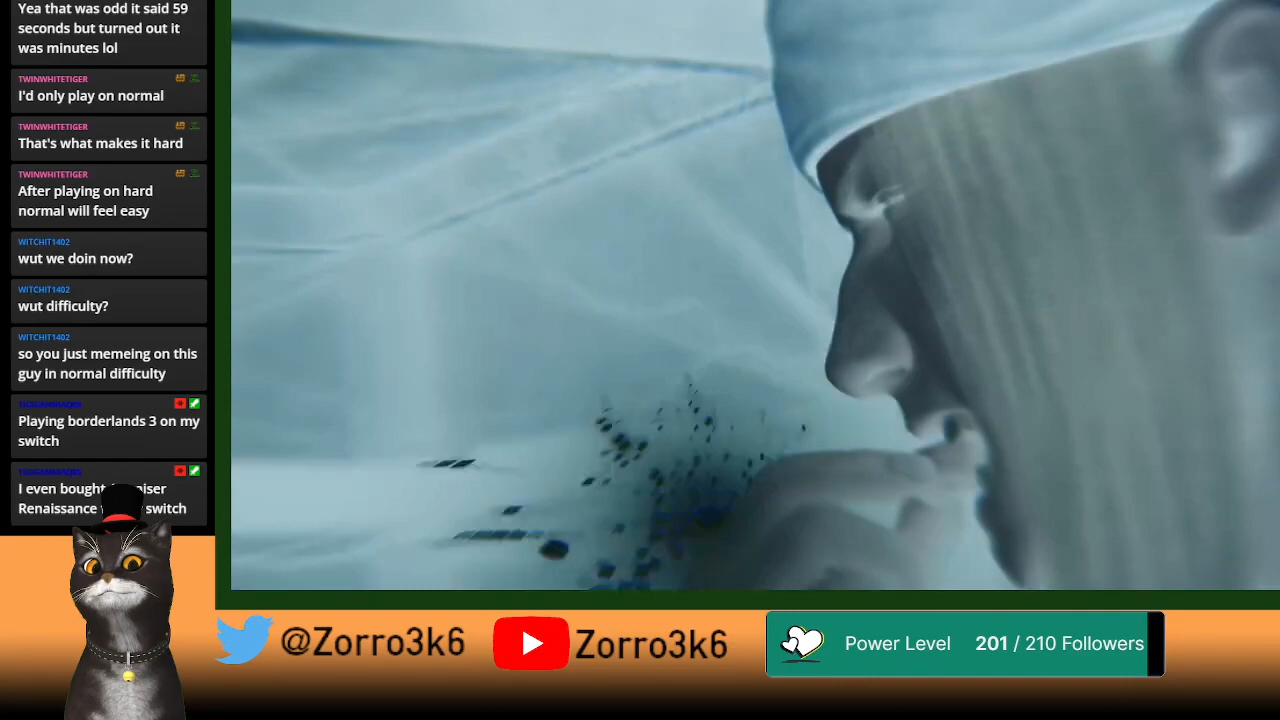 Yea that was odd it said 59
seconds but turned out it
was minutes lol
TWINWHITETIGER
I'd only play on normal
TWINWHITETIGER
That's what makes it hard
TWINWHITETIGER
After playing on hard
normal will feel easy
WITCHIT1402
wut we doin now?
WITCHIT1402
wut difficulty?
WITCHIT1402
so you just memeing on this
guy in normal difficulty
Playing borderlands 3 on my
switch
I even bought
Renaissance switch
@Zorro3k6
Zorro3k6
Power Level 201 / 210 Followers